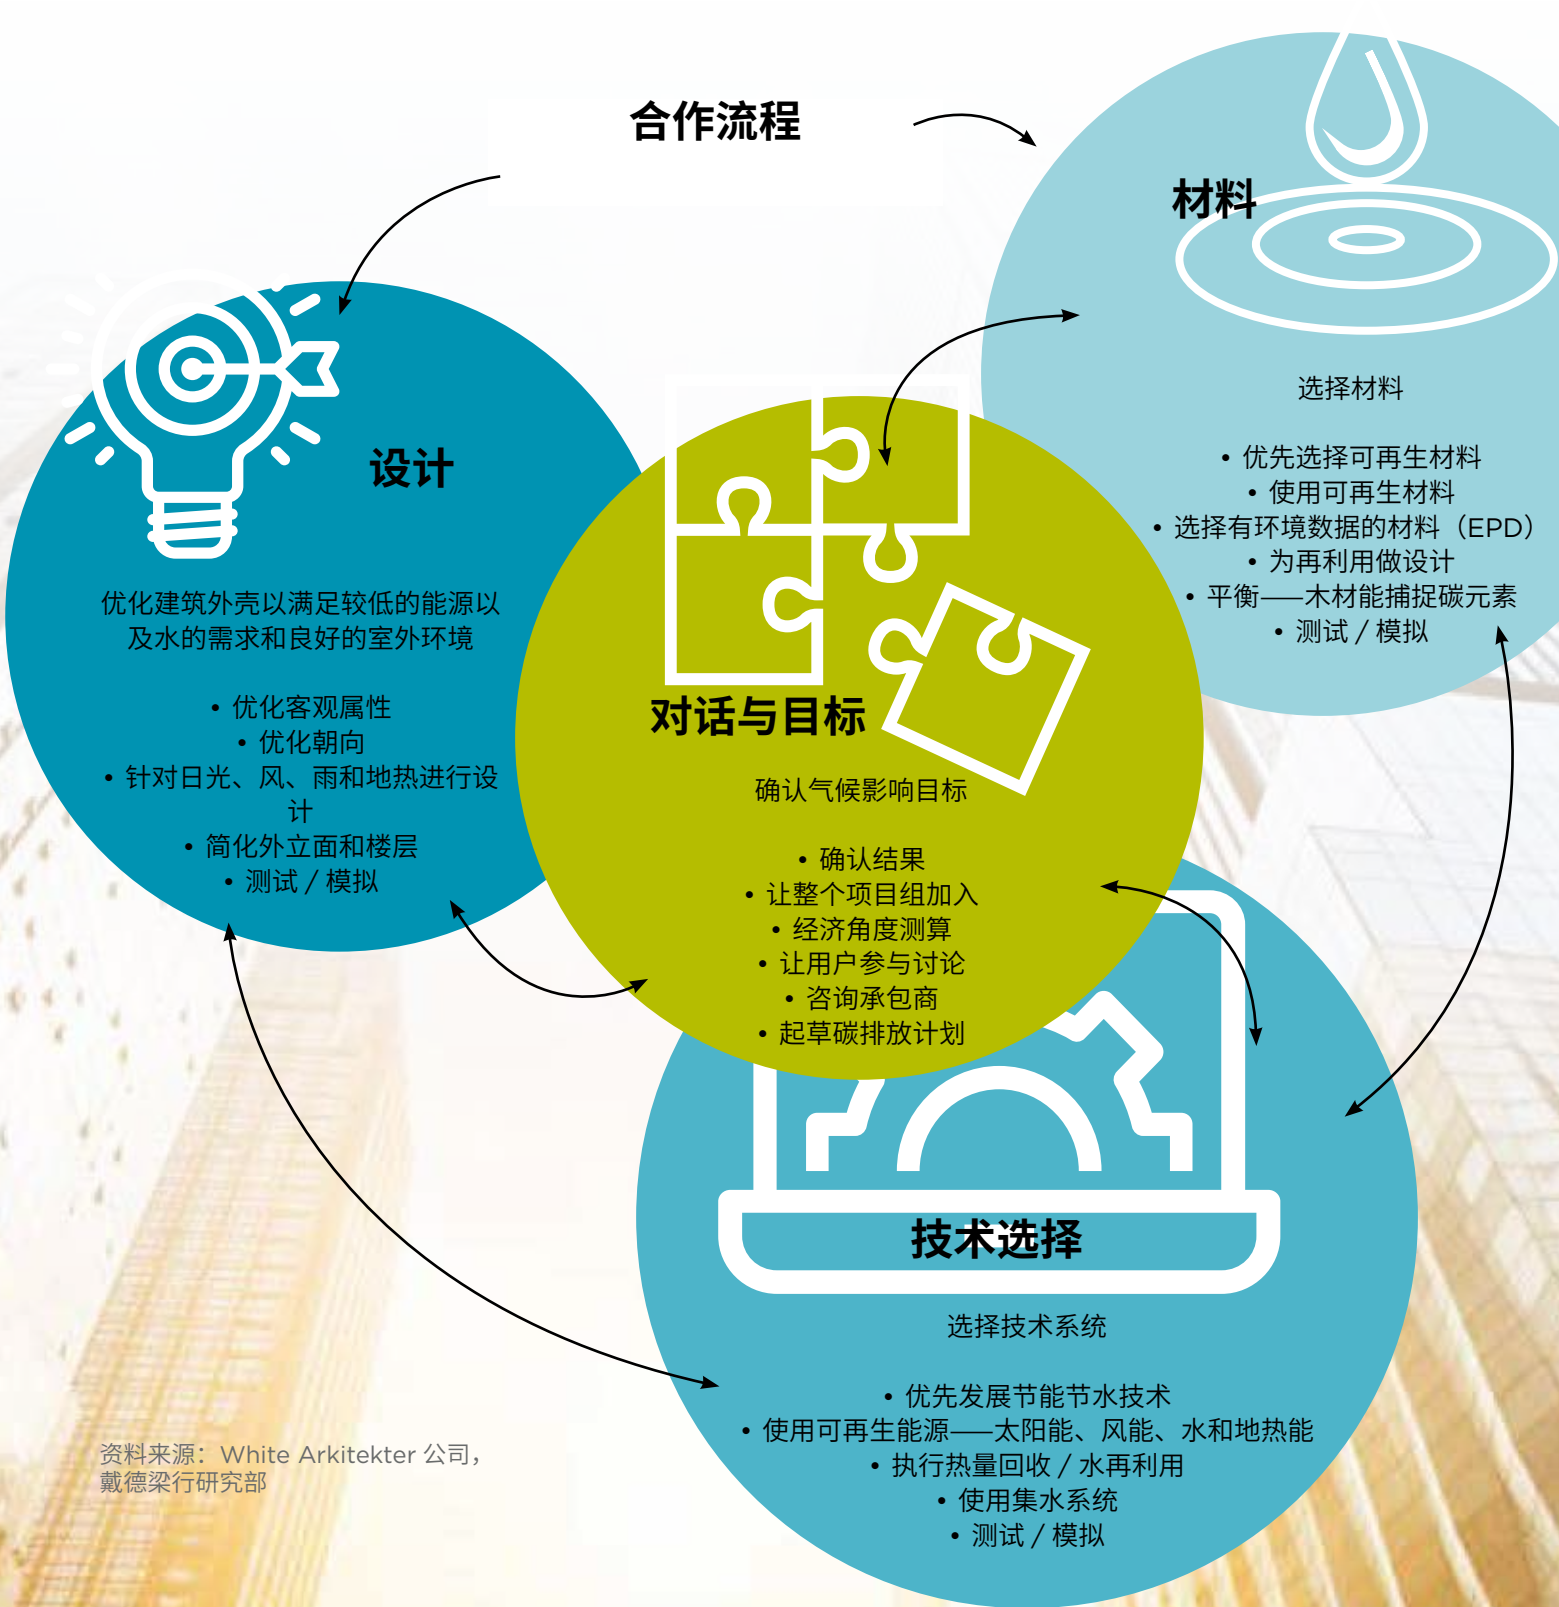 合作流程
材料
选择材料
• 优先选择可再生材料
• 使用可再生材料
• 选择有环境数据的材料（EPD）
• 为再利用做设计
• 平衡——木材能捕捉碳元素
• 测试 / 模拟
设计
优化建筑外壳以满足较低的能源以
及水的需求和良好的室外环境
• 优化客观属性
• 优化朝向
• 针对日光、风、雨和地热进行设
计
• 简化外立面和楼层
• 测试 / 模拟
对话与目标
确认气候影响目标
• 确认结果
• 让整个项目组加入
• 经济角度测算
• 让用户参与讨论
• 咨询承包商
• 起草碳排放计划
技术选择
选择技术系统
• 优先发展节能节水技术
• 使用可再生能源——太阳能、风能、水和地热能
• 执行热量回收 / 水再利用
• 使用集水系统
• 测试 / 模拟
资料来源：White Arkitekter 公司，
戴德梁行研究部